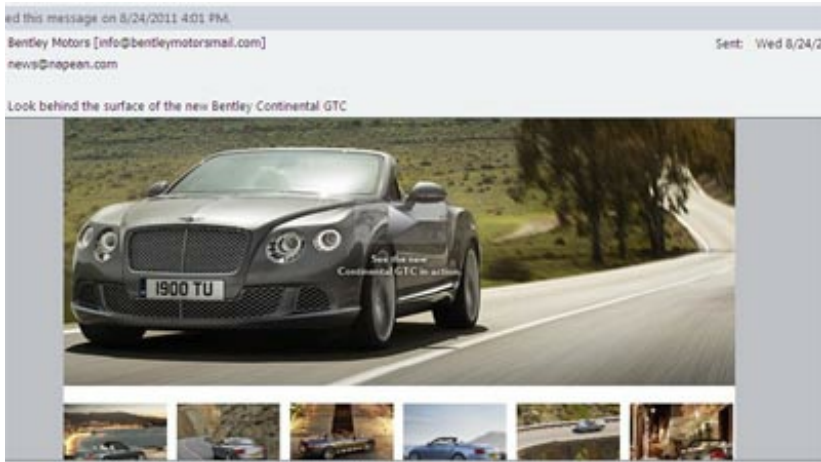 ed this message on 8/24/2011 4:01 PM.
Bentley Motors [info@bentleymotorsmail.com]
Sent: Wed 8/24/2
news@napean.com
Look behind the surface of the new Bentley Continental GTC
See the new
Continental GTC in action
1900 TU